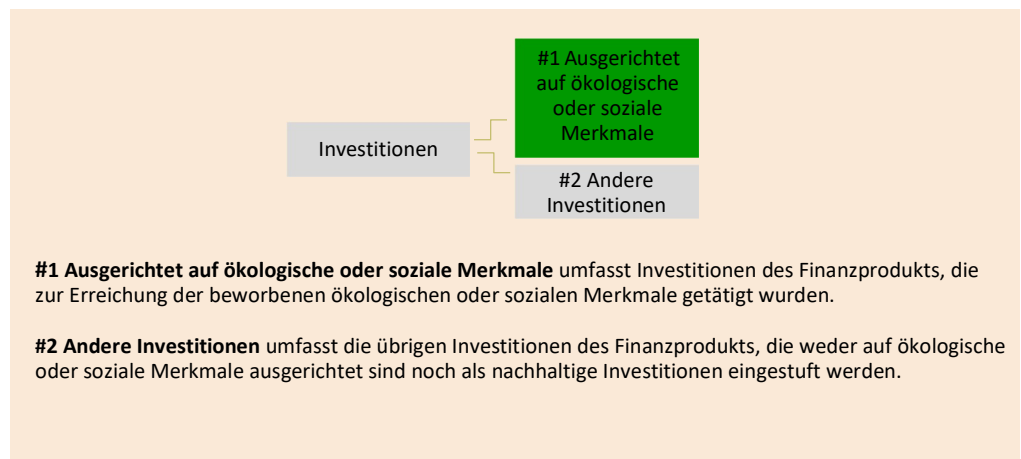 #1 Ausgerichtet
auf ökologische
oder soziale
Merkmale
Investitionen
#2 Andere
Investitionen
#1 Ausgerichtet auf ökologische oder soziale Merkmale umfasst Investitionen des Finanzprodukts, die
zur Erreichung der beworbenen ökologischen oder sozialen Merkmale getätigt wurden.
#2 Andere Investitionen umfasst die übrigen Investitionen des Finanzprodukts, die weder auf ökologische
oder soziale Merkmale ausgerichtet sind noch als nachhaltige Investitionen eingestuft werden.